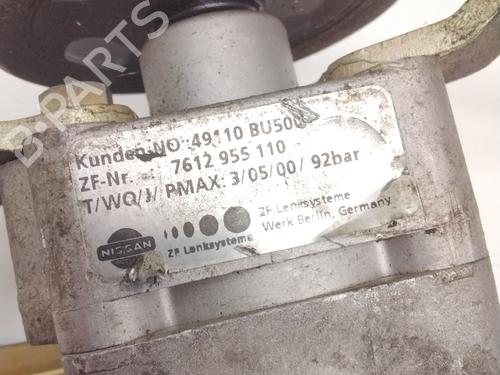 B-PARTS
Kunden-NO.:49110 BU500
ZF-Nr. 7612 955 110
T/WO/J/ PMAX: 3/05/00/ 92bar
NISSAN
ZF Lenksysteme
ZF Lenksysteme
Werk Berlin, Germany